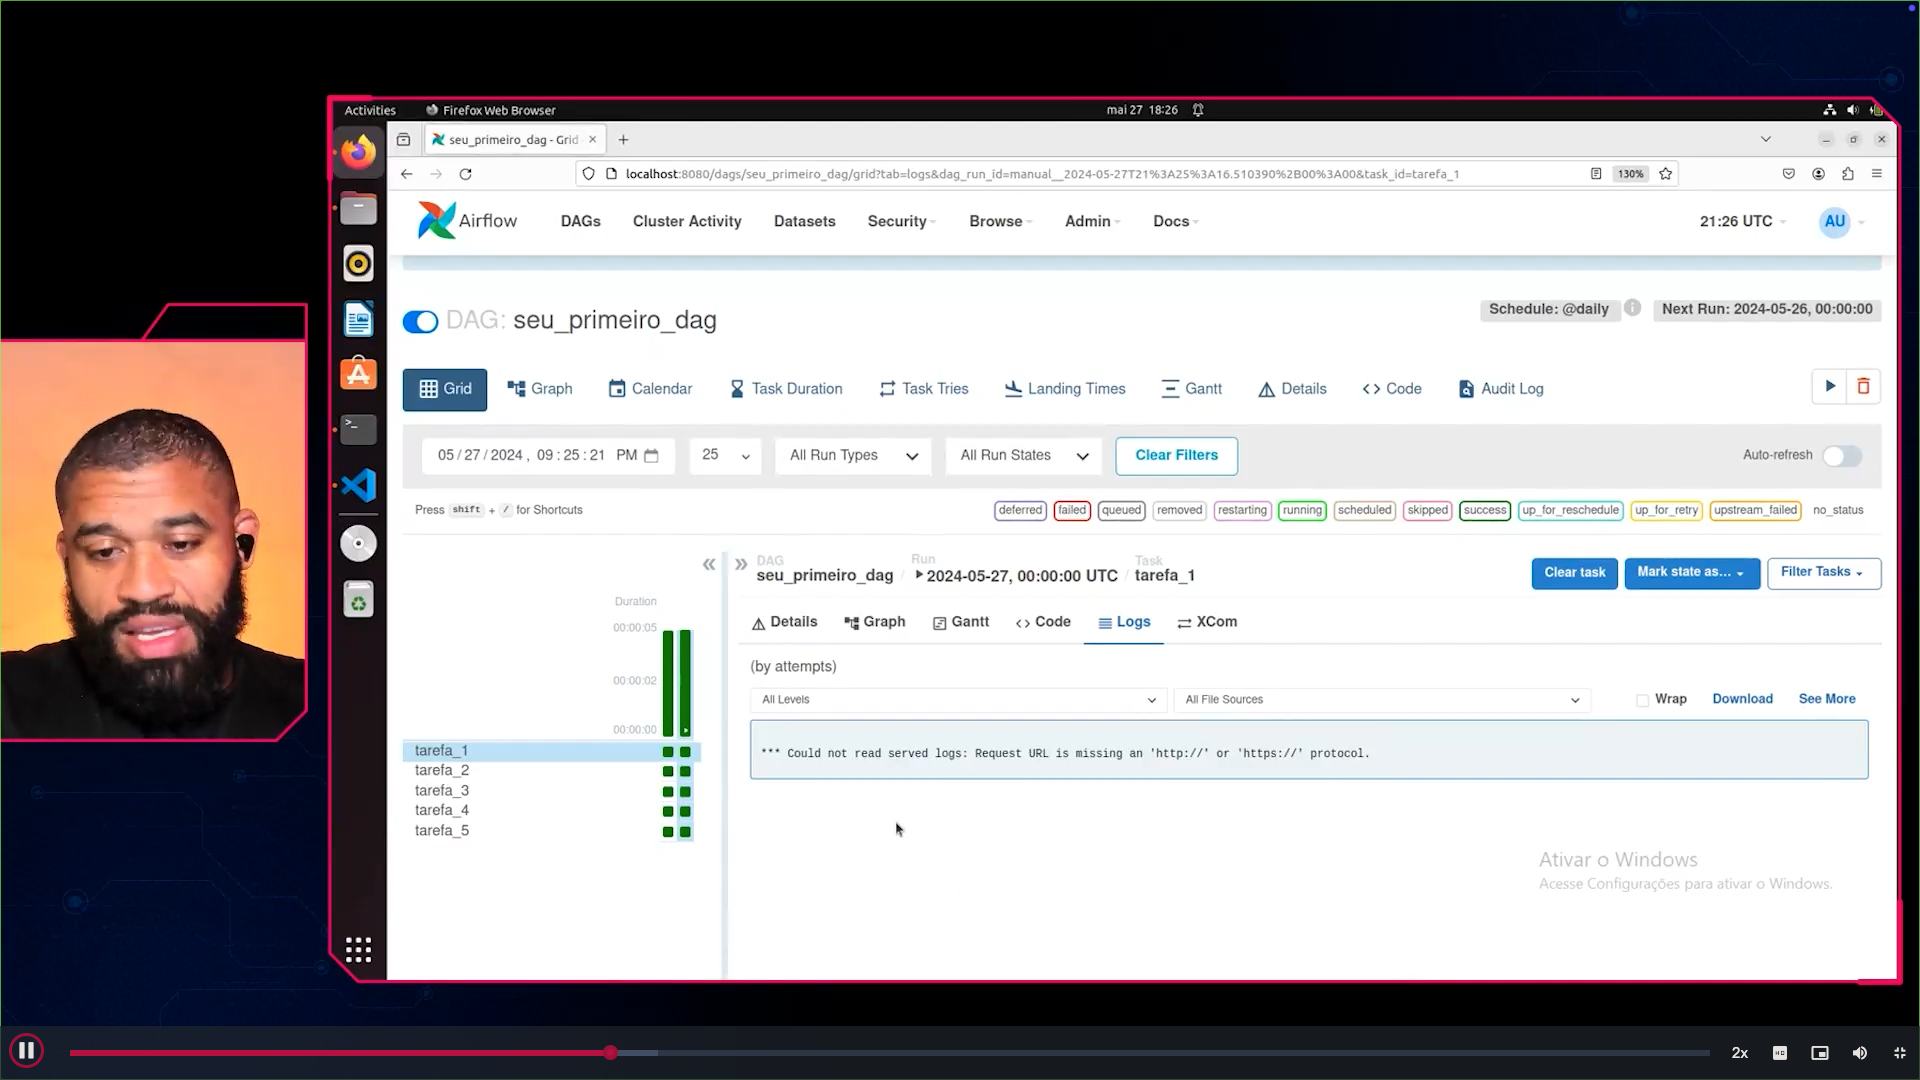 Activities Firefox Web Browser mai 27 18:26
seu_primeiro_dag - Grid
localhost:8080/dags/seu_primeiro_dag/grid?tab=logs&dag_run_id=manual__2024-05-27T21%3A25%3A16.510390%2B00%3A00&task_id=tarefa_1 130%
Airflow DAGs Cluster Activity Datasets Security Browse Admin Docs 21:26 UTC AU
DAG: seu_primeiro_dag Schedule: @daily Next Run: 2024-05-26, 00:00:00
Grid Graph Calendar Task Duration Task Tries Landing Times Gantt Details Code Audit Log
05/27/2024, 09:25:21 PM 25 All Run Types All Run States Clear Filters Auto-refresh
Press shift + / for Shortcuts deferred failed queued removed restarting running scheduled skipped success up_for_reschedule up_for_retry upstream_failed no_status
DAG Run Task
seu_primeiro_dag / 2024-05-27, 00:00:00 UTC / tarefa_1 Clear task Mark state as... Filter Tasks
Duration
00:00:05
00:00:02
00:00:00
tarefa_1
tarefa_2
tarefa_3
tarefa_4
tarefa_5
Details Graph Gantt Code Logs XCom
(by attempts)
All Levels All File Sources Wrap Download See More
*** Could not read served logs: Request URL is missing an 'http://' or 'https://' protocol.
Ativar o Windows
Acesse Configurações para ativar o Windows.
2x HD